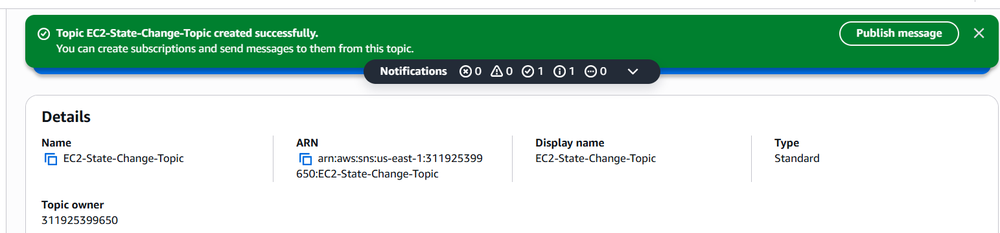 Topic EC2-State-Change-Topic created successfully.
You can create subscriptions and send messages to them from this topic.
Publish message
Notifications 0 0 1 1 0
Details
Name
EC2-State-Change-Topic
ARN
arn:aws:sns:us-east-1:311925399
650:EC2-State-Change-Topic
Display name
EC2-State-Change-Topic
Type
Standard
Topic owner
311925399650